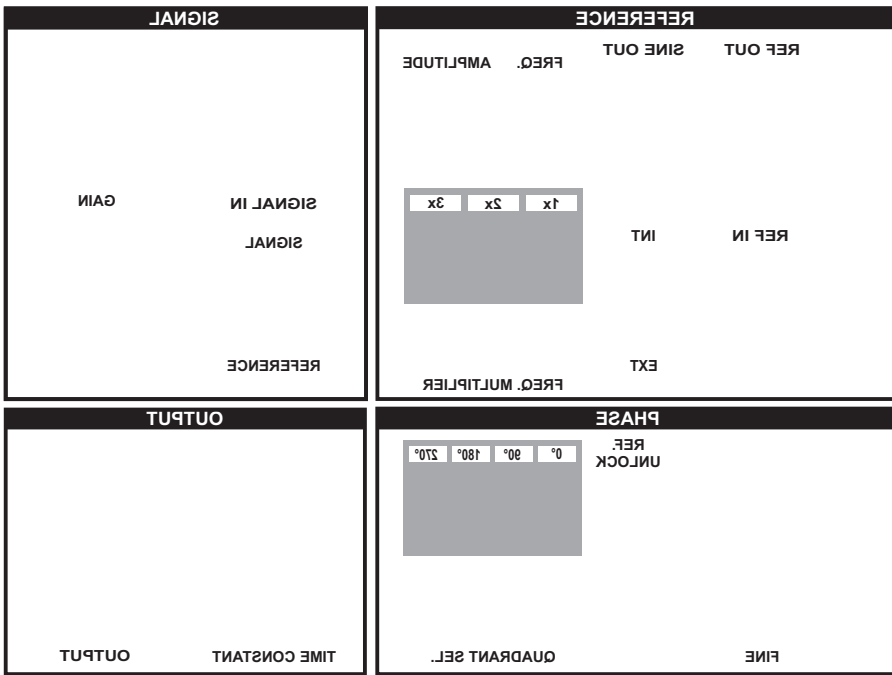 REFERENCE
REF OUT
SINE OUT
FREQ.
AMPLITUDE
1x 2x 3x
REF IN
INT
EXT
FREQ. MULTIPLIER
SIGNAL
SIGNAL IN
GAIN
SIGNAL
REFERENCE
PHASE
REF.
UNLOCK
0° 90° 180° 270°
FINE
QUADRANT SEL.
OUTPUT
TIME CONSTANT
OUTPUT